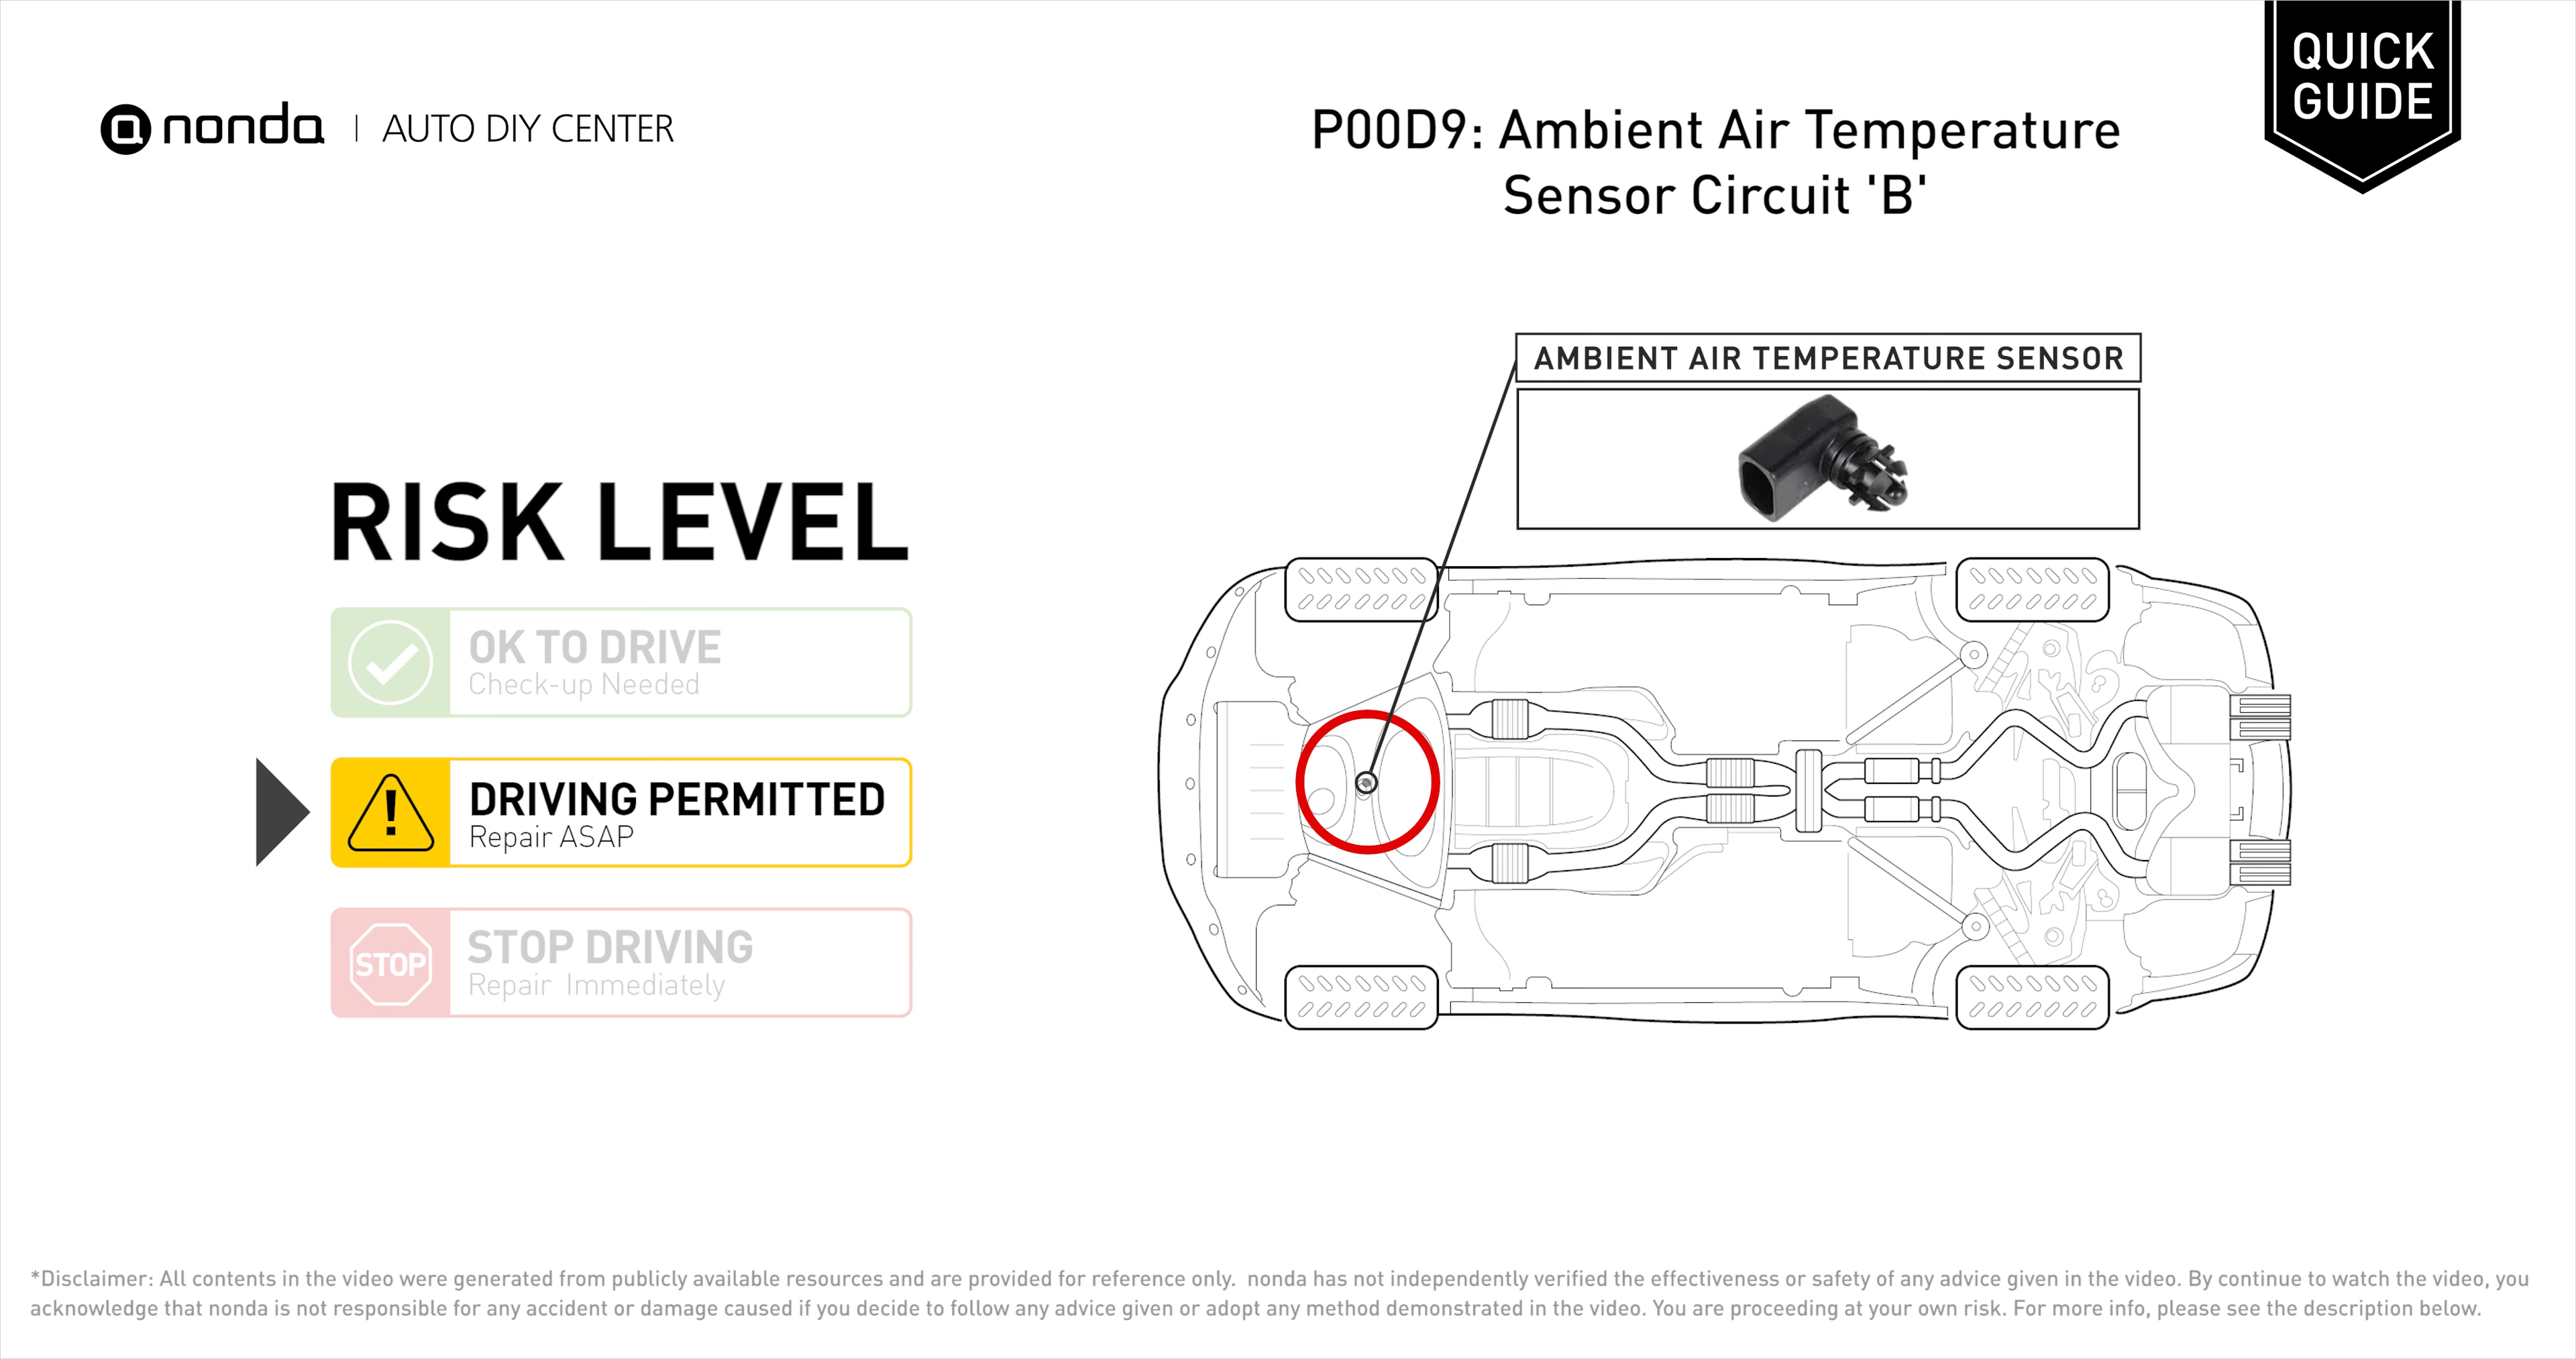 nonda | AUTO DIY CENTER
P00D9: Ambient Air Temperature
Sensor Circuit 'B'
QUICK
GUIDE
AMBIENT AIR TEMPERATURE SENSOR
RISK LEVEL
OK TO DRIVE
Check-up Needed
DRIVING PERMITTED
Repair ASAP
STOP
STOP DRIVING
Repair Immediately
*Disclaimer: All contents in the video were generated from publicly available resources and are provided for reference only. nonda has not independently verified the effectiveness or safety of any advice given in the video. By continue to watch the video, you
acknowledge that nonda is not responsible for any accident or damage caused if you decide to follow any advice given or adopt any method demonstrated in the video. You are proceeding at your own risk. For more info, please see the description below.